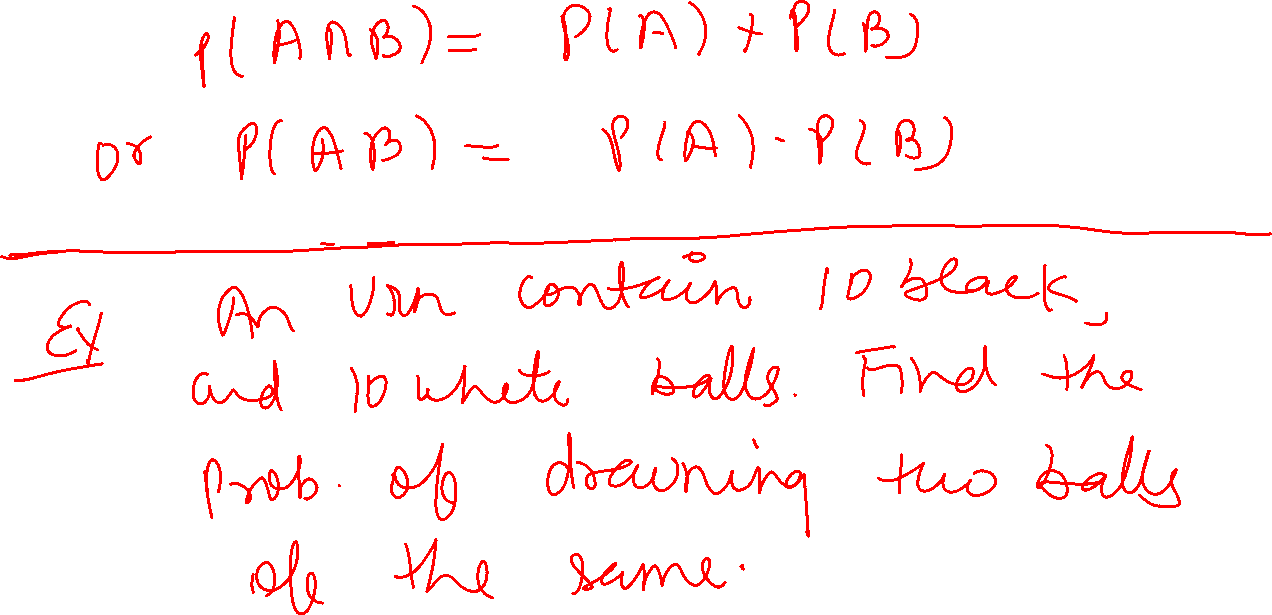 P(A∩B) = P(A) + P(B)
or P(AB) = P(A)·P(B)
Ex An Urn contain 10 black,
and 10 white balls. Find the
Prob. of drawning two balls
of the same.